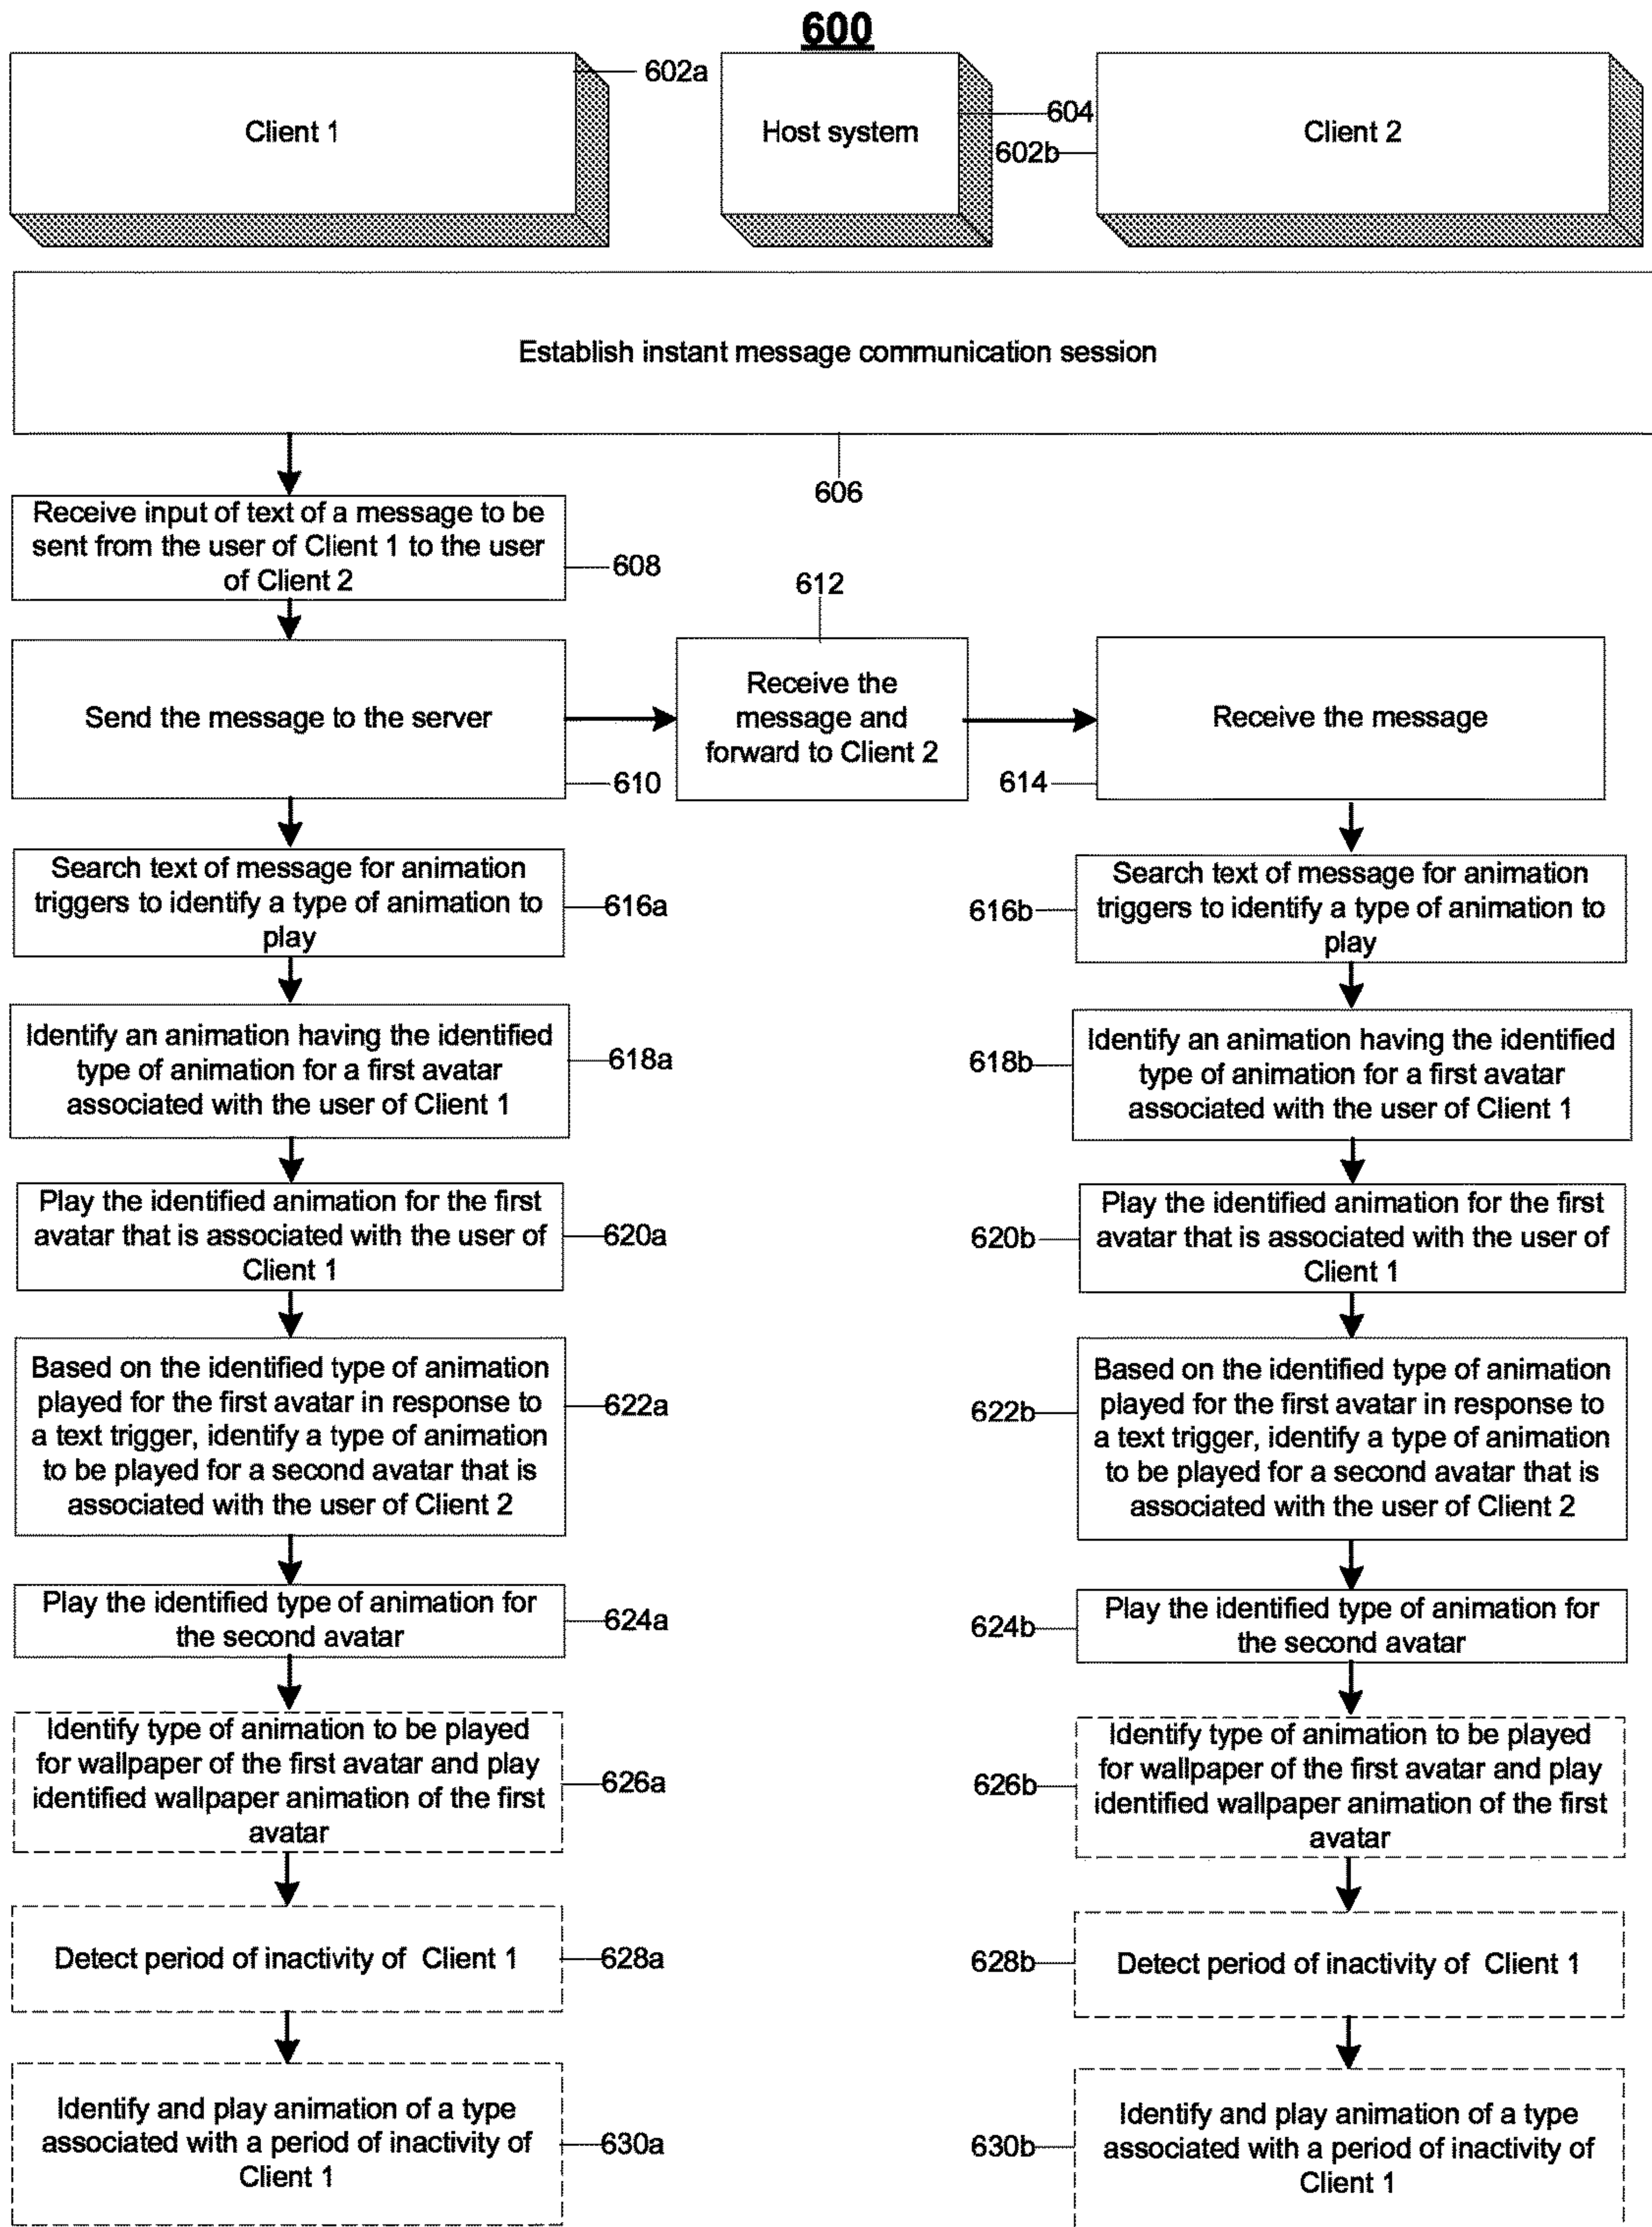 600
Client 1
602a
Host system
604
602b
Client 2
Establish instant message communication session
606
Receive input of text of a message to be
sent from the user of Client 1 to the user
of Client 2
608
Send the message to the server
610
612
Receive the
message and
forward to Client 2
Receive the message
614
Search text of message for animation
triggers to identify a type of animation to
play
616a
616b
Search text of message for animation
triggers to identify a type of animation to
play
Identify an animation having the identified
type of animation for a first avatar
associated with the user of Client 1
618a
618b
Identify an animation having the identified
type of animation for a first avatar
associated with the user of Client 1
Play the identified animation for the first
avatar that is associated with the user of
Client 1
620a
620b
Play the identified animation for the first
avatar that is associated with the user of
Client 1
Based on the identified type of animation
played for the first avatar in response to
a text trigger, identify a type of animation
to be played for a second avatar that is
associated with the user of Client 2
622a
622b
Based on the identified type of animation
played for the first avatar in response to
a text trigger, identify a type of animation
to be played for a second avatar that is
associated with the user of Client 2
Play the identified type of animation for
the second avatar
624a
624b
Play the identified type of animation for
the second avatar
Identify type of animation to be played
for wallpaper of the first avatar and play
identified wallpaper animation of the first
avatar
626a
626b
Identify type of animation to be played
for wallpaper of the first avatar and play
identified wallpaper animation of the first
avatar
Detect period of inactivity of Client 1
628a
628b
Detect period of inactivity of Client 1
Identify and play animation of a type
associated with a period of inactivity of
Client 1
630a
630b
Identify and play animation of a type
associated with a period of inactivity of
Client 1